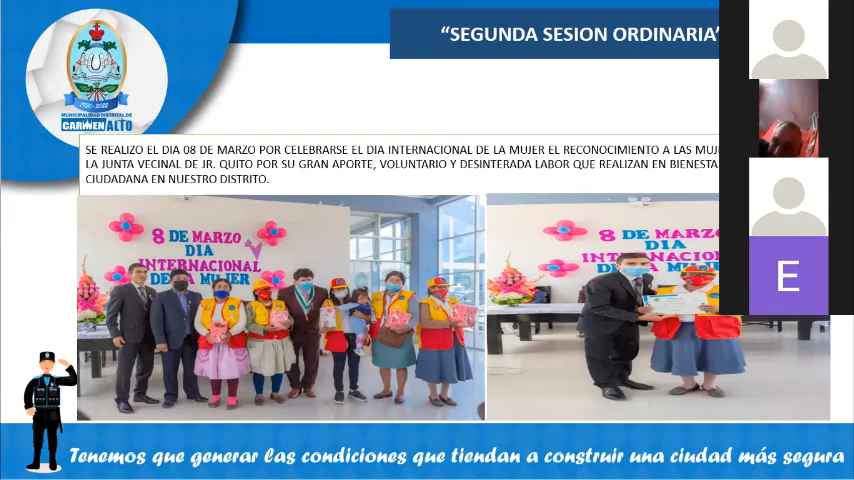 “SEGUNDA SESION ORDINARIA”
1720-2022
MUNICIPALIDAD DISTRITAL DE
CARMEN ALTO
SE REALIZO EL DIA 08 DE MARZO POR CELEBRARSE EL DIA INTERNACIONAL DE LA MUJER EL RECONOCIMIENTO A LAS
LA JUNTA VECINAL DE JR. QUITO POR SU GRAN APORTE, VOLUNTARIO Y DESINTERADA LABOR QUE REALIZAN EN
CIUDADANA EN NUESTRO DISTRITO.
8 DE MARZO
DIA
INTERNACIONAL
DE LA MUJER
8 DE MARZO
DIA
E
Tenemos que generar las condiciones que tiendan a construir una ciudad más segura